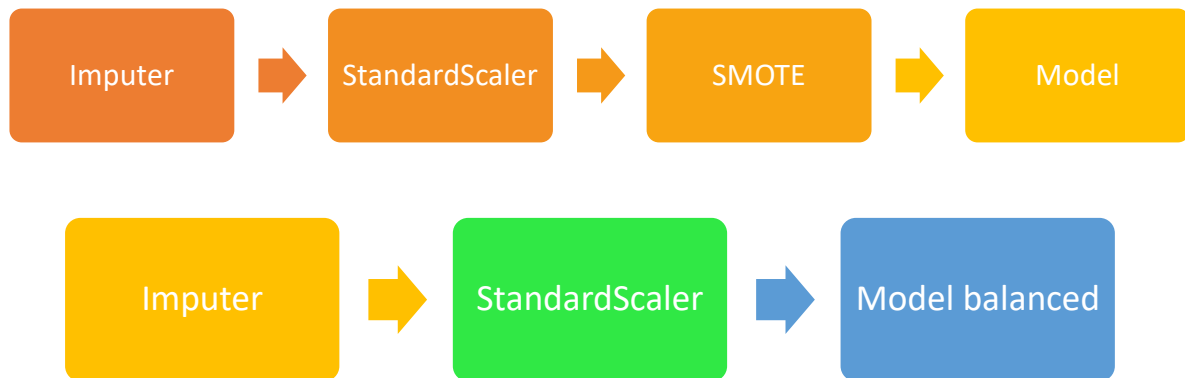 Imputer
StandardScaler
SMOTE
Model
Imputer
StandardScaler
Model balanced